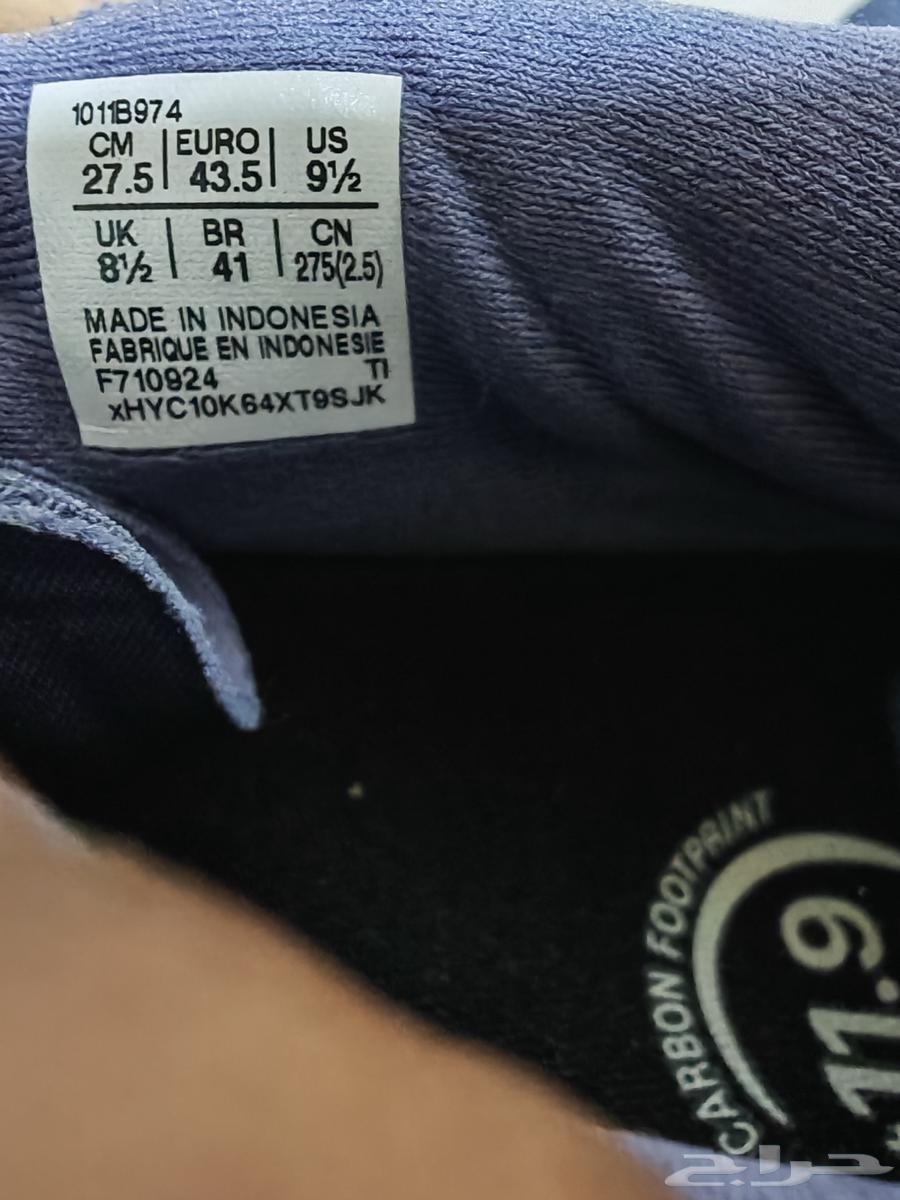 1011B974
CM | EURO | US
27.5 | 43.5 | 9½
UK | BR | CN
8½ | 41 | 275(2.5)
MADE IN INDONESIA
FABRIQUE EN INDONESIE
F710924 TI
xHYC10K64XT9SJK
CARBON FOOTPRINT
11.9
حراج